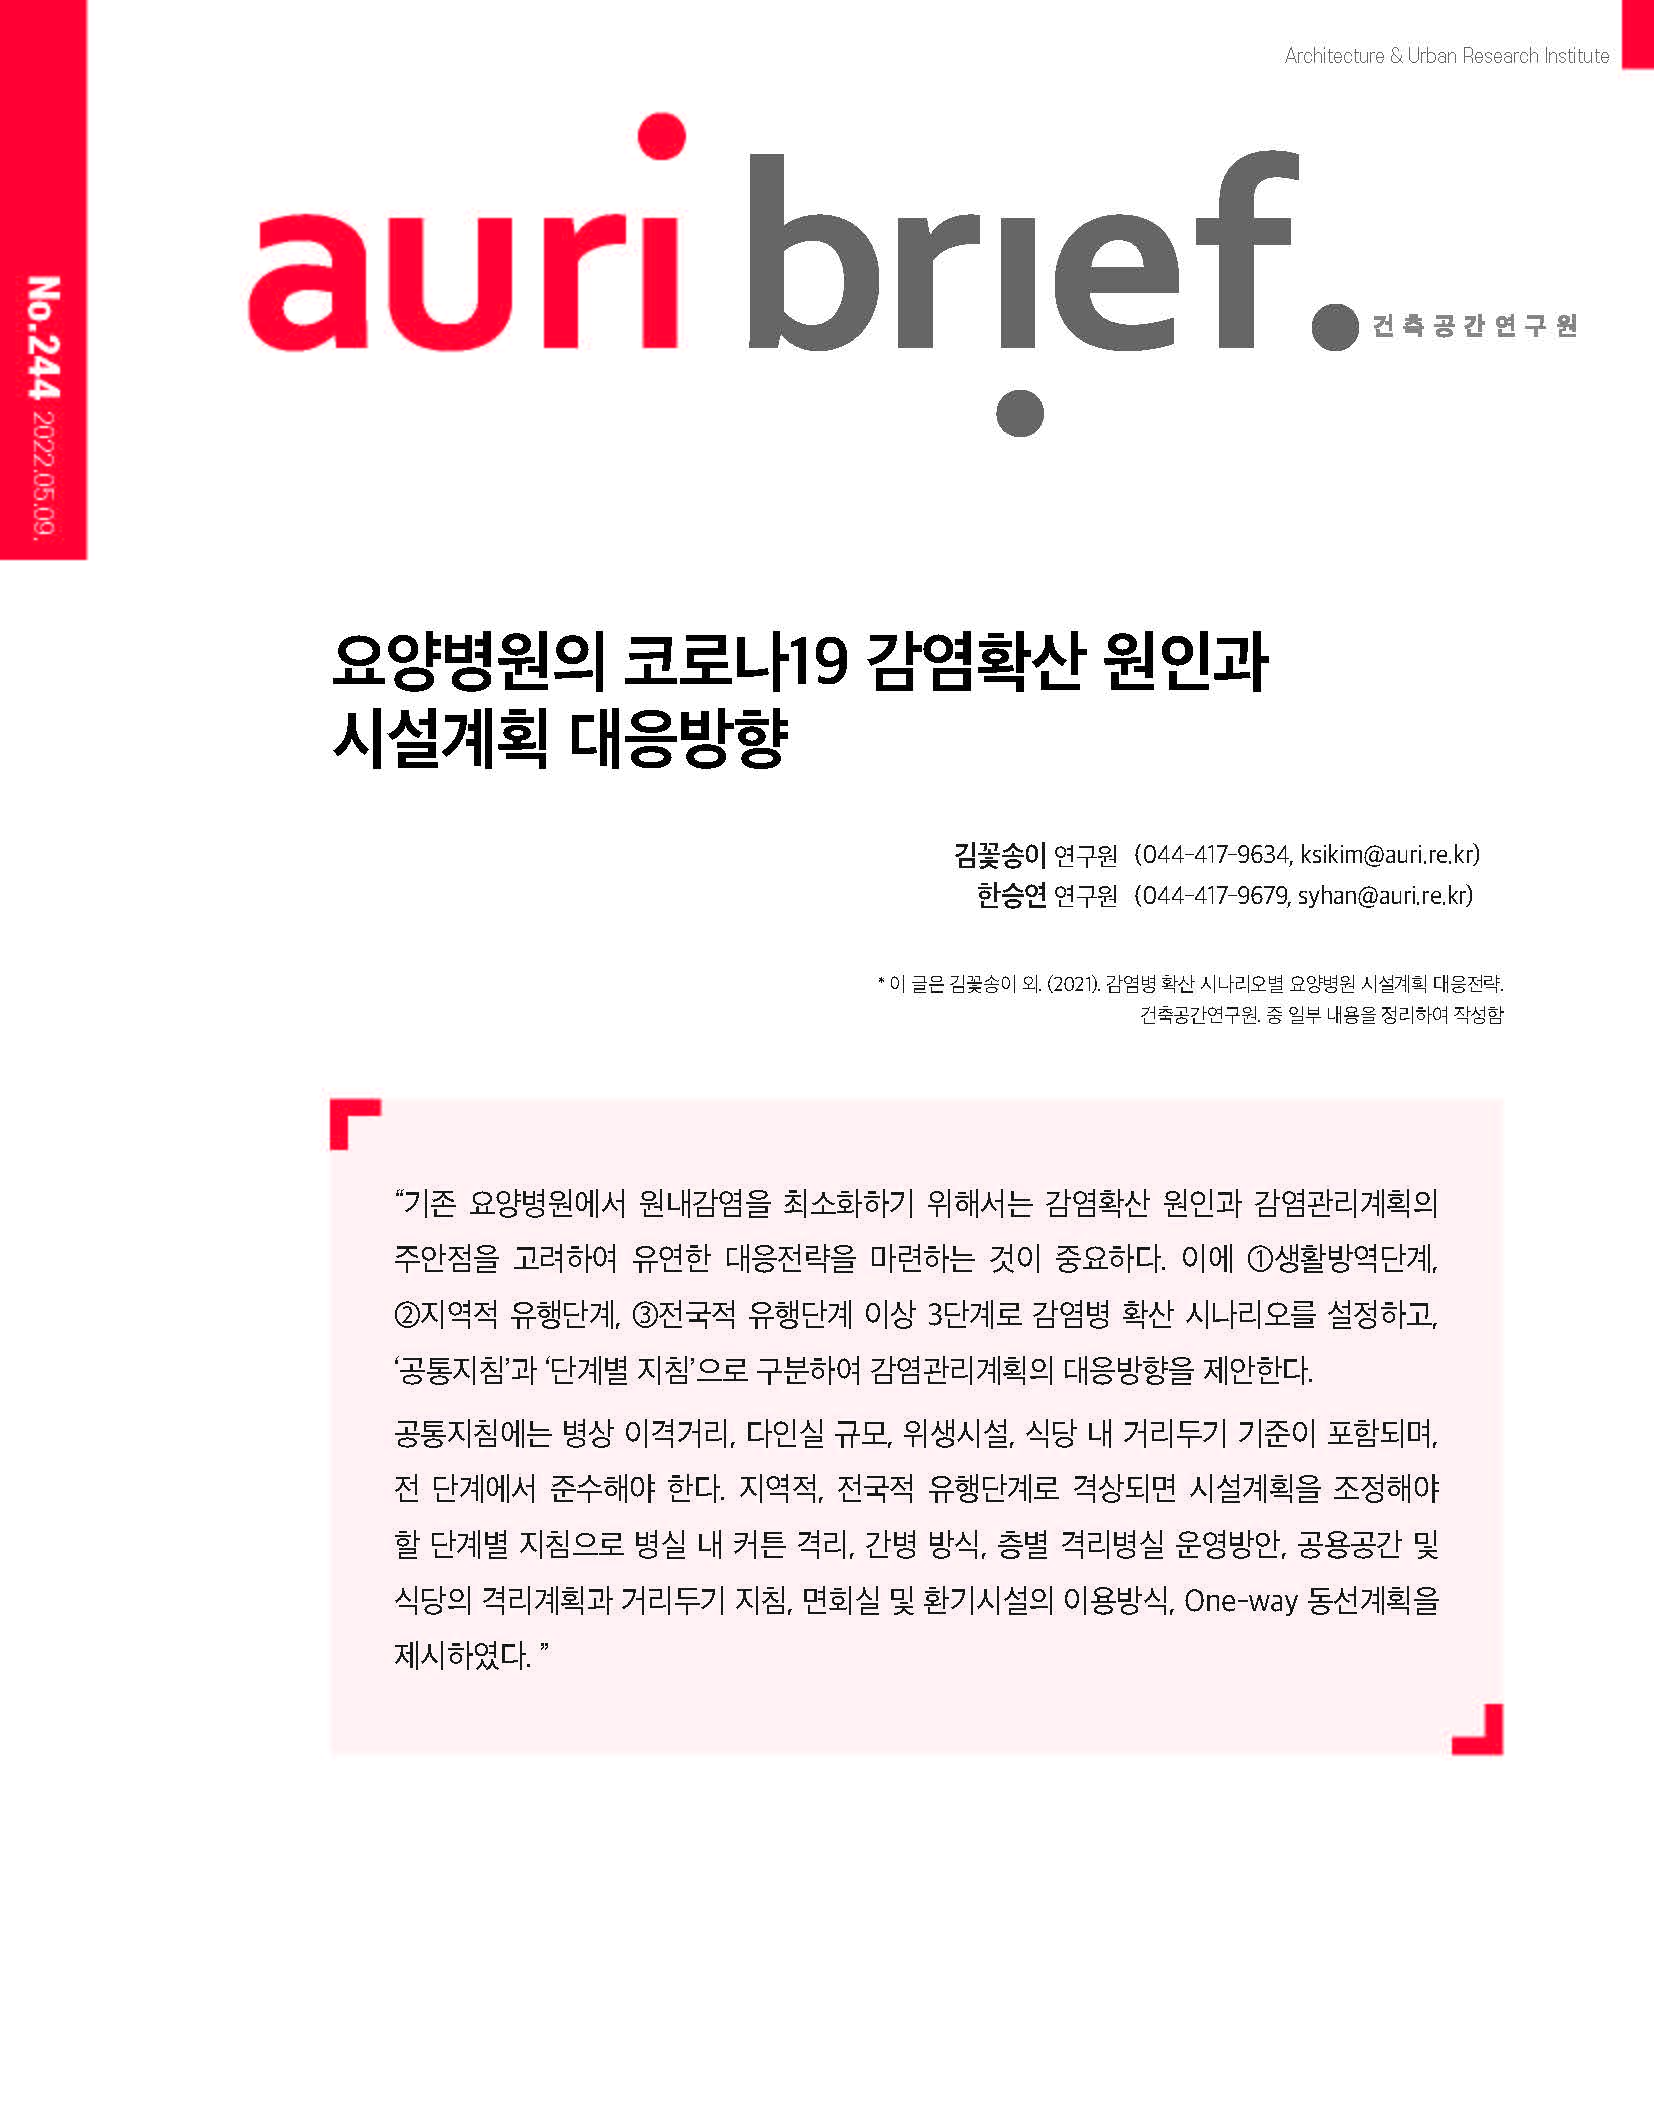 Architecture & Urban Research Institute
auri brief.
건축공간연구원
No.244 2022.05.09.
요양병원의 코로나19 감염확산 원인과
시설계획 대응방향
김꽃송이 연구원 (044-417-9634, ksikim@auri.re.kr)
한승연 연구원 (044-417-9679, syhan@auri.re.kr)
* 이 글은 김꽃송이 외. (2021). 감염병 확산 시나리오별 요양병원 시설계획 대응전략.
건축공간연구원. 중 일부 내용을 정리하여 작성함
“기존 요양병원에서 원내감염을 최소화하기 위해서는 감염확산 원인과 감염관리계획의
주안점을 고려하여 유연한 대응전략을 마련하는 것이 중요하다. 이에 ①생활방역단계,
②지역적 유행단계, ③전국적 유행단계 이상 3단계로 감염병 확산 시나리오를 설정하고,
‘공통지침’과 ‘단계별 지침’으로 구분하여 감염관리계획의 대응방향을 제안한다.
공통지침에는 병상 이격거리, 다인실 규모, 위생시설, 식당 내 거리두기 기준이 포함되며,
전 단계에서 준수해야 한다. 지역적, 전국적 유행단계로 격상되면 시설계획을 조정해야
할 단계별 지침으로 병실 내 커튼 격리, 간병 방식, 층별 격리병실 운영방안, 공용공간 및
식당의 격리계획과 거리두기 지침, 면회실 및 환기시설의 이용방식, One-way 동선계획을
제시하였다. ”